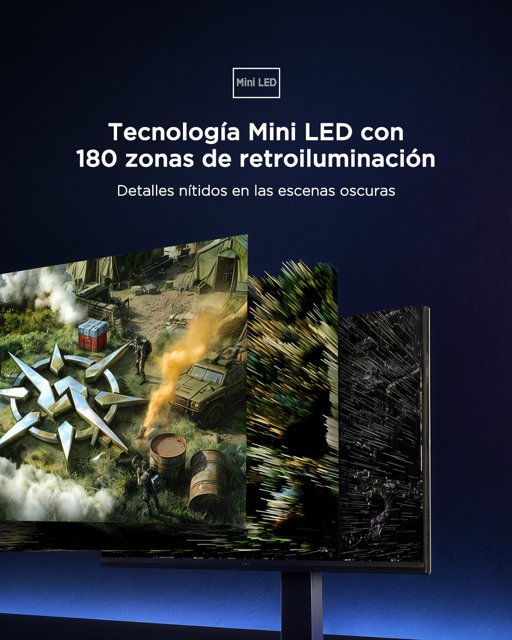 Mini LED
Tecnología Mini LED con
180 zonas de retroiluminación
Detalles nítidos en las escenas oscuras